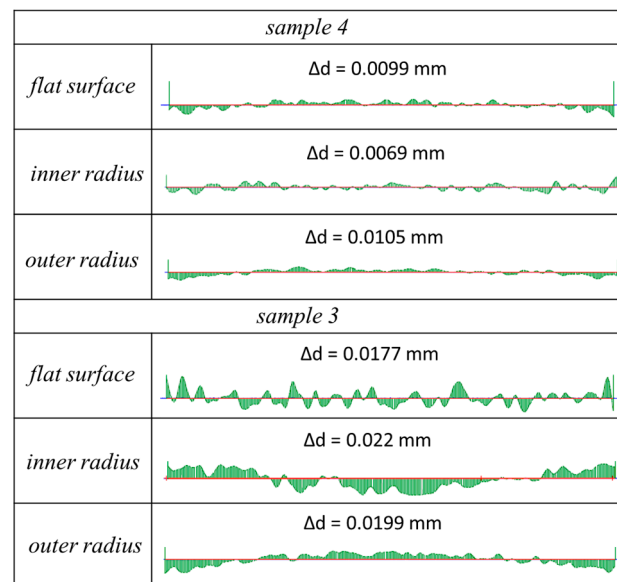 sample 4
flat surface
Δd = 0.0099 mm
inner radius
Δd = 0.0069 mm
outer radius
Δd = 0.0105 mm
sample 3
flat surface
Δd = 0.0177 mm
inner radius
Δd = 0.022 mm
outer radius
Δd = 0.0199 mm